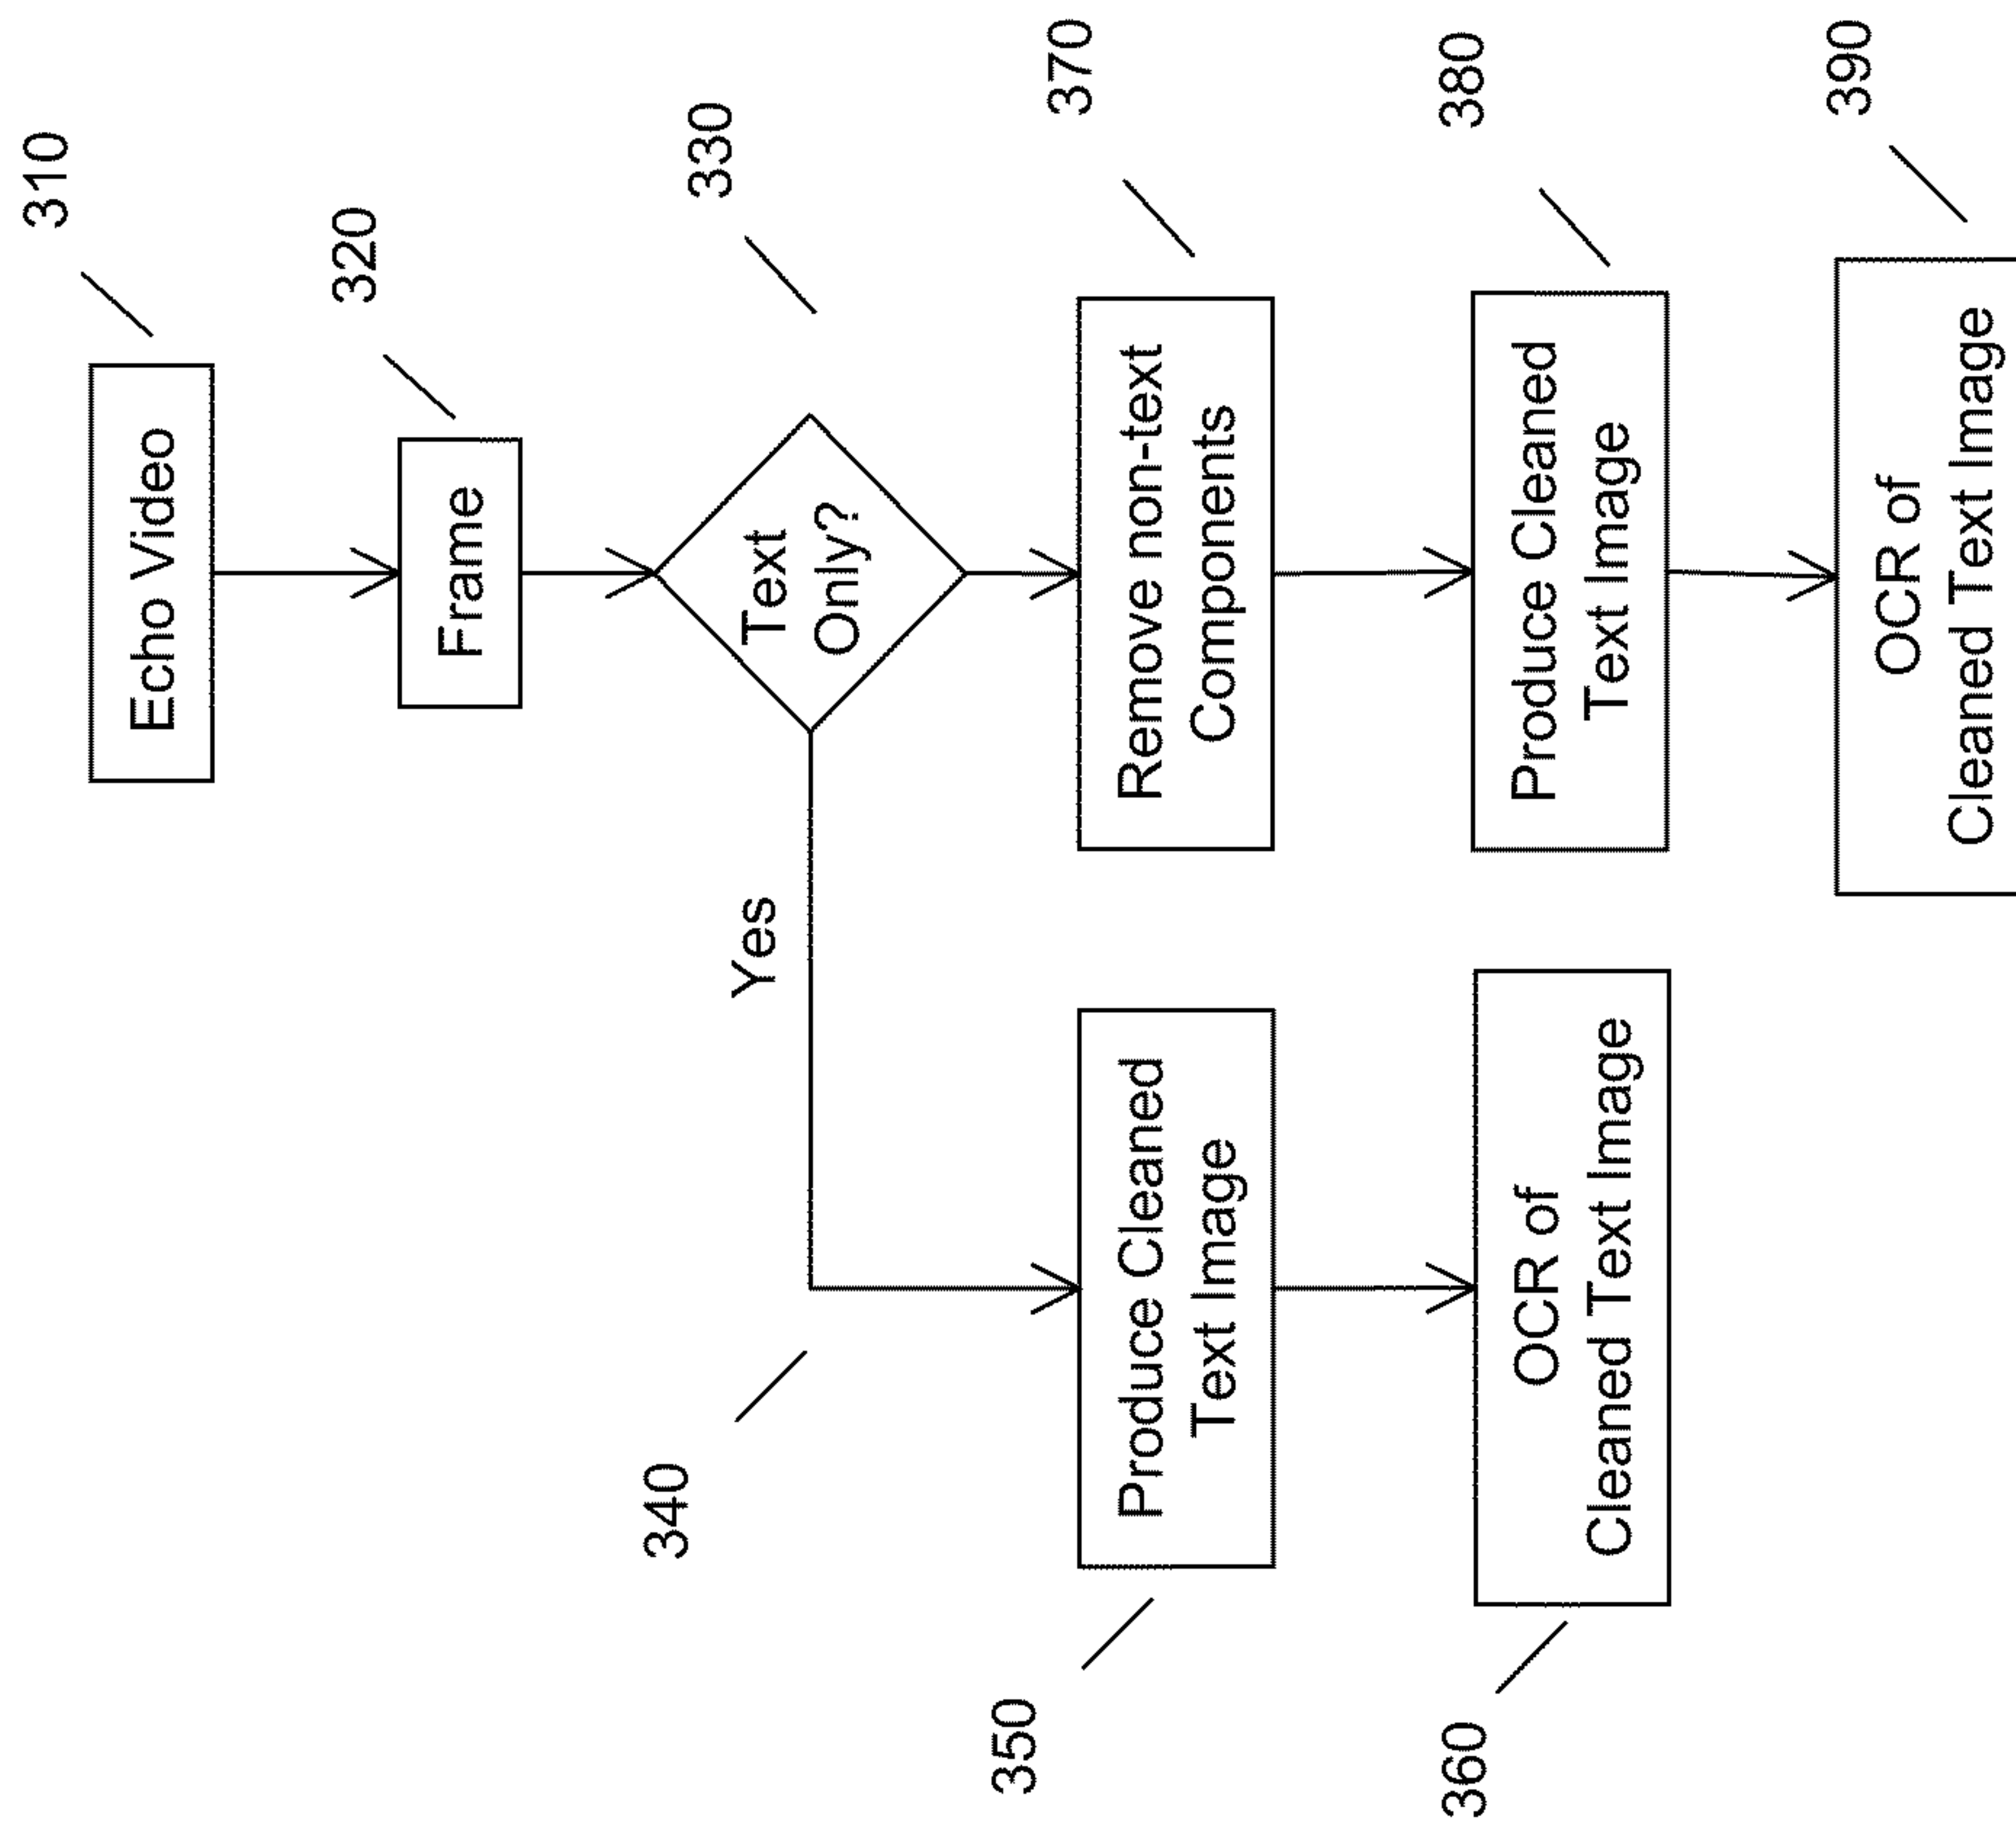 310
Echo Video
320
Frame
330
Text
Only?
Yes
340
370
Remove non-text
Components
350
Produce Cleaned
Text Image
380
Produce Cleaned
Text Image
360
OCR of
Cleaned Text Image
390
OCR of
Cleaned Text Image